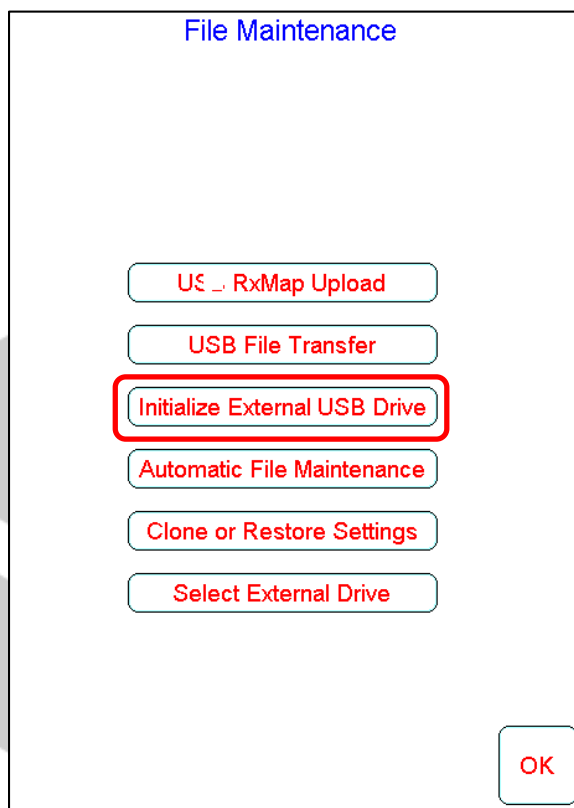 File Maintenance
RxMap Upload
USB File Transfer
Initialize External USB Drive
Automatic File Maintenance
Clone or Restore Settings
Select External Drive
OK